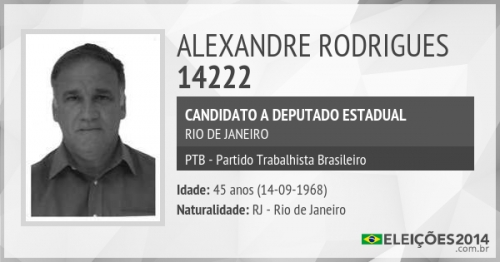 ALEXANDRE RODRIGUES
14222
CANDIDATO A DEPUTADO ESTADUAL
RIO DE JANEIRO
PTB - Partido Trabalhista Brasileiro
Idade: 45 anos (14-09-1968)
Naturalidade: RJ - Rio de Janeiro
ELEIÇÕES2014
.com.br